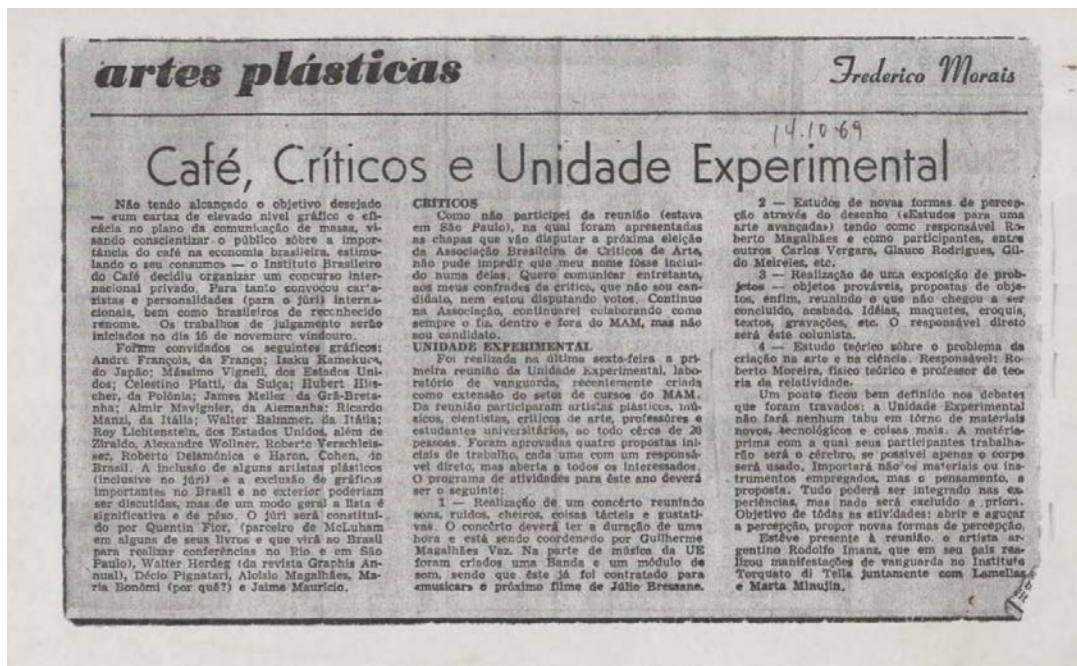 artes plásticas
Frederico Morais
14.10.69
Café, Críticos e Unidade Experimental
Não tendo alcançado o objetivo desejado
— «um cartaz de elevado nível gráfico e efi-
cácia no plano da comunicação de massa, vi-
sando conscientizar o público sôbre a impor-
tância do café na economia brasileira, estimu-
lando o seu consumo» — o Instituto Brasileiro
do Café decidiu organizar um concurso inter-
nacional privado. Para tanto convocou carta-
zistas e personalidades (para o júri) interna-
cionais, bem como brasileiros de reconhecido
renome. Os trabalhos de julgamento serão
iniciados no dia 16 de novembro vindouro.
Foram convidados os seguintes gráficos:
André François, da França; Isaku Kamekura,
do Japão; Mássimo Vigneli, dos Estados Uni-
dos; Celestino Piatti, da Suíça; Hubert Hils-
cher, da Polônia; James Meller da Grã-Breta-
nha; Almir Mavignier, da Alemanha; Ricardo
Manzi, da Itália; Walter Balmmer, da Itália;
Roy Lichtenstein, dos Estados Unidos, além de
Ziraldo, Alexandre Wollner, Roberto Verschleis-
ser, Roberto Delamônica e Haron, Cohen, do
Brasil. A inclusão de alguns artistas plásticos
(inclusive no júri) e a exclusão de gráficos
importantes no Brasil e no exterior poderiam
ser discutidas, mas de um modo geral a lista é
significativa e de pêso. O júri será constituí-
do por Quentin Fior, (parceiro de McLuham
em alguns de seus livros e que virá ao Brasil
para realizar conferências no Rio e em São
Paulo), Walter Herdeg (da revista Graphis An-
nual), Décio Pignatari, Aloisio Magalhães, Ma-
ria Bonômi (por quê?) e Jaime Maurício.
CRÍTICOS
Como não participei da reunião (estava
em São Paulo), na qual foram apresentadas
as chapas que vão disputar a próxima eleição
da Associação Brasileira de Críticos de Arte,
não pude impedir que meu nome fôsse incluí-
do numa delas. Quero comunicar entretanto,
aos meus confrades da crítica, que não sou can-
didato, nem estou disputando votos. Continuo
na Associação, continuarei colaborando como
sempre o fiz, dentro e fora do MAM, mas não
sou candidato.
UNIDADE EXPERIMENTAL
Foi realizada na última sexta-feira a pri-
meira reunião da Unidade Experimental, labo-
ratório de vanguarda, recentemente criada
como extensão do setor de cursos do MAM.
Da reunião participaram artistas plásticos, mú-
sicos, cientistas, críticos de arte, professôres e
estudantes universitários, ao todo cêrca de 20
pessoas. Foram aprovadas quatro propostas ini-
ciais de trabalho, cada uma com um responsá-
vel direto, mas aberta a todos os interessados.
O programa de atividades para êste ano deverá
ser o seguinte:
1 — Realização de um concêrto reunindo
sons, ruídos, cheiros, coisas tácteis e gustati-
vas. O concêrto deverá ter a duração de uma
hora e está sendo coordenado por Guilherme
Magalhães Vaz. Na parte de música da UE
foram criados uma Banda e um módulo de
som, sendo que êste já foi contratado para
«musicar» o próximo filme de Júlio Bressane.
2 — Estudos de novas formas de percep-
ção através do desenho («Estudos para uma
arte avançada») tendo como responsável Ro-
berto Magalhães e como participantes, entre
outros Carlos Vergara, Glauco Rodrigues, Gil-
do Meireles, etc.
3 — Realização de uma exposição de prob-
jetos — objetos prováveis, propostas de obje-
tos, enfim, reunindo o que não chegou a ser
concluído, acabado. Idéias, maquetes, croquis,
textos, gravações, etc. O responsável direto
será êste colunista.
4 — Estudo teórico sôbre o problema da
criação na arte e na ciência. Responsável: Ro-
berto Moreira, físico teórico e professor de teo-
ria da relatividade.
Um ponto ficou bem definido nos debates
que foram travados: a Unidade Experimental
não fará nenhum tabu em tôrno de materiais
novos, tecnológicos e coisas mais. A matéria-
prima com a qual seus participantes trabalha-
rão será o cérebro, se possível apenas o corpo
será usado. Importará não os materiais ou ins-
trumentos empregados, mas o pensamento, a
proposta. Tudo poderá ser integrado nas ex-
periências, mas nada será excluído a priori.
Objetivo de tôdas as atividades: abrir e aguçar
a percepção, propor novas formas de percepção.
Estêve presente à reunião, o artista ar-
gentino Rodolfo Imanz, que em seu país rea-
lizou manifestações de vanguarda no Instituto
Torquato di Tella juntamente com Lamellas
e Marta Minujin.